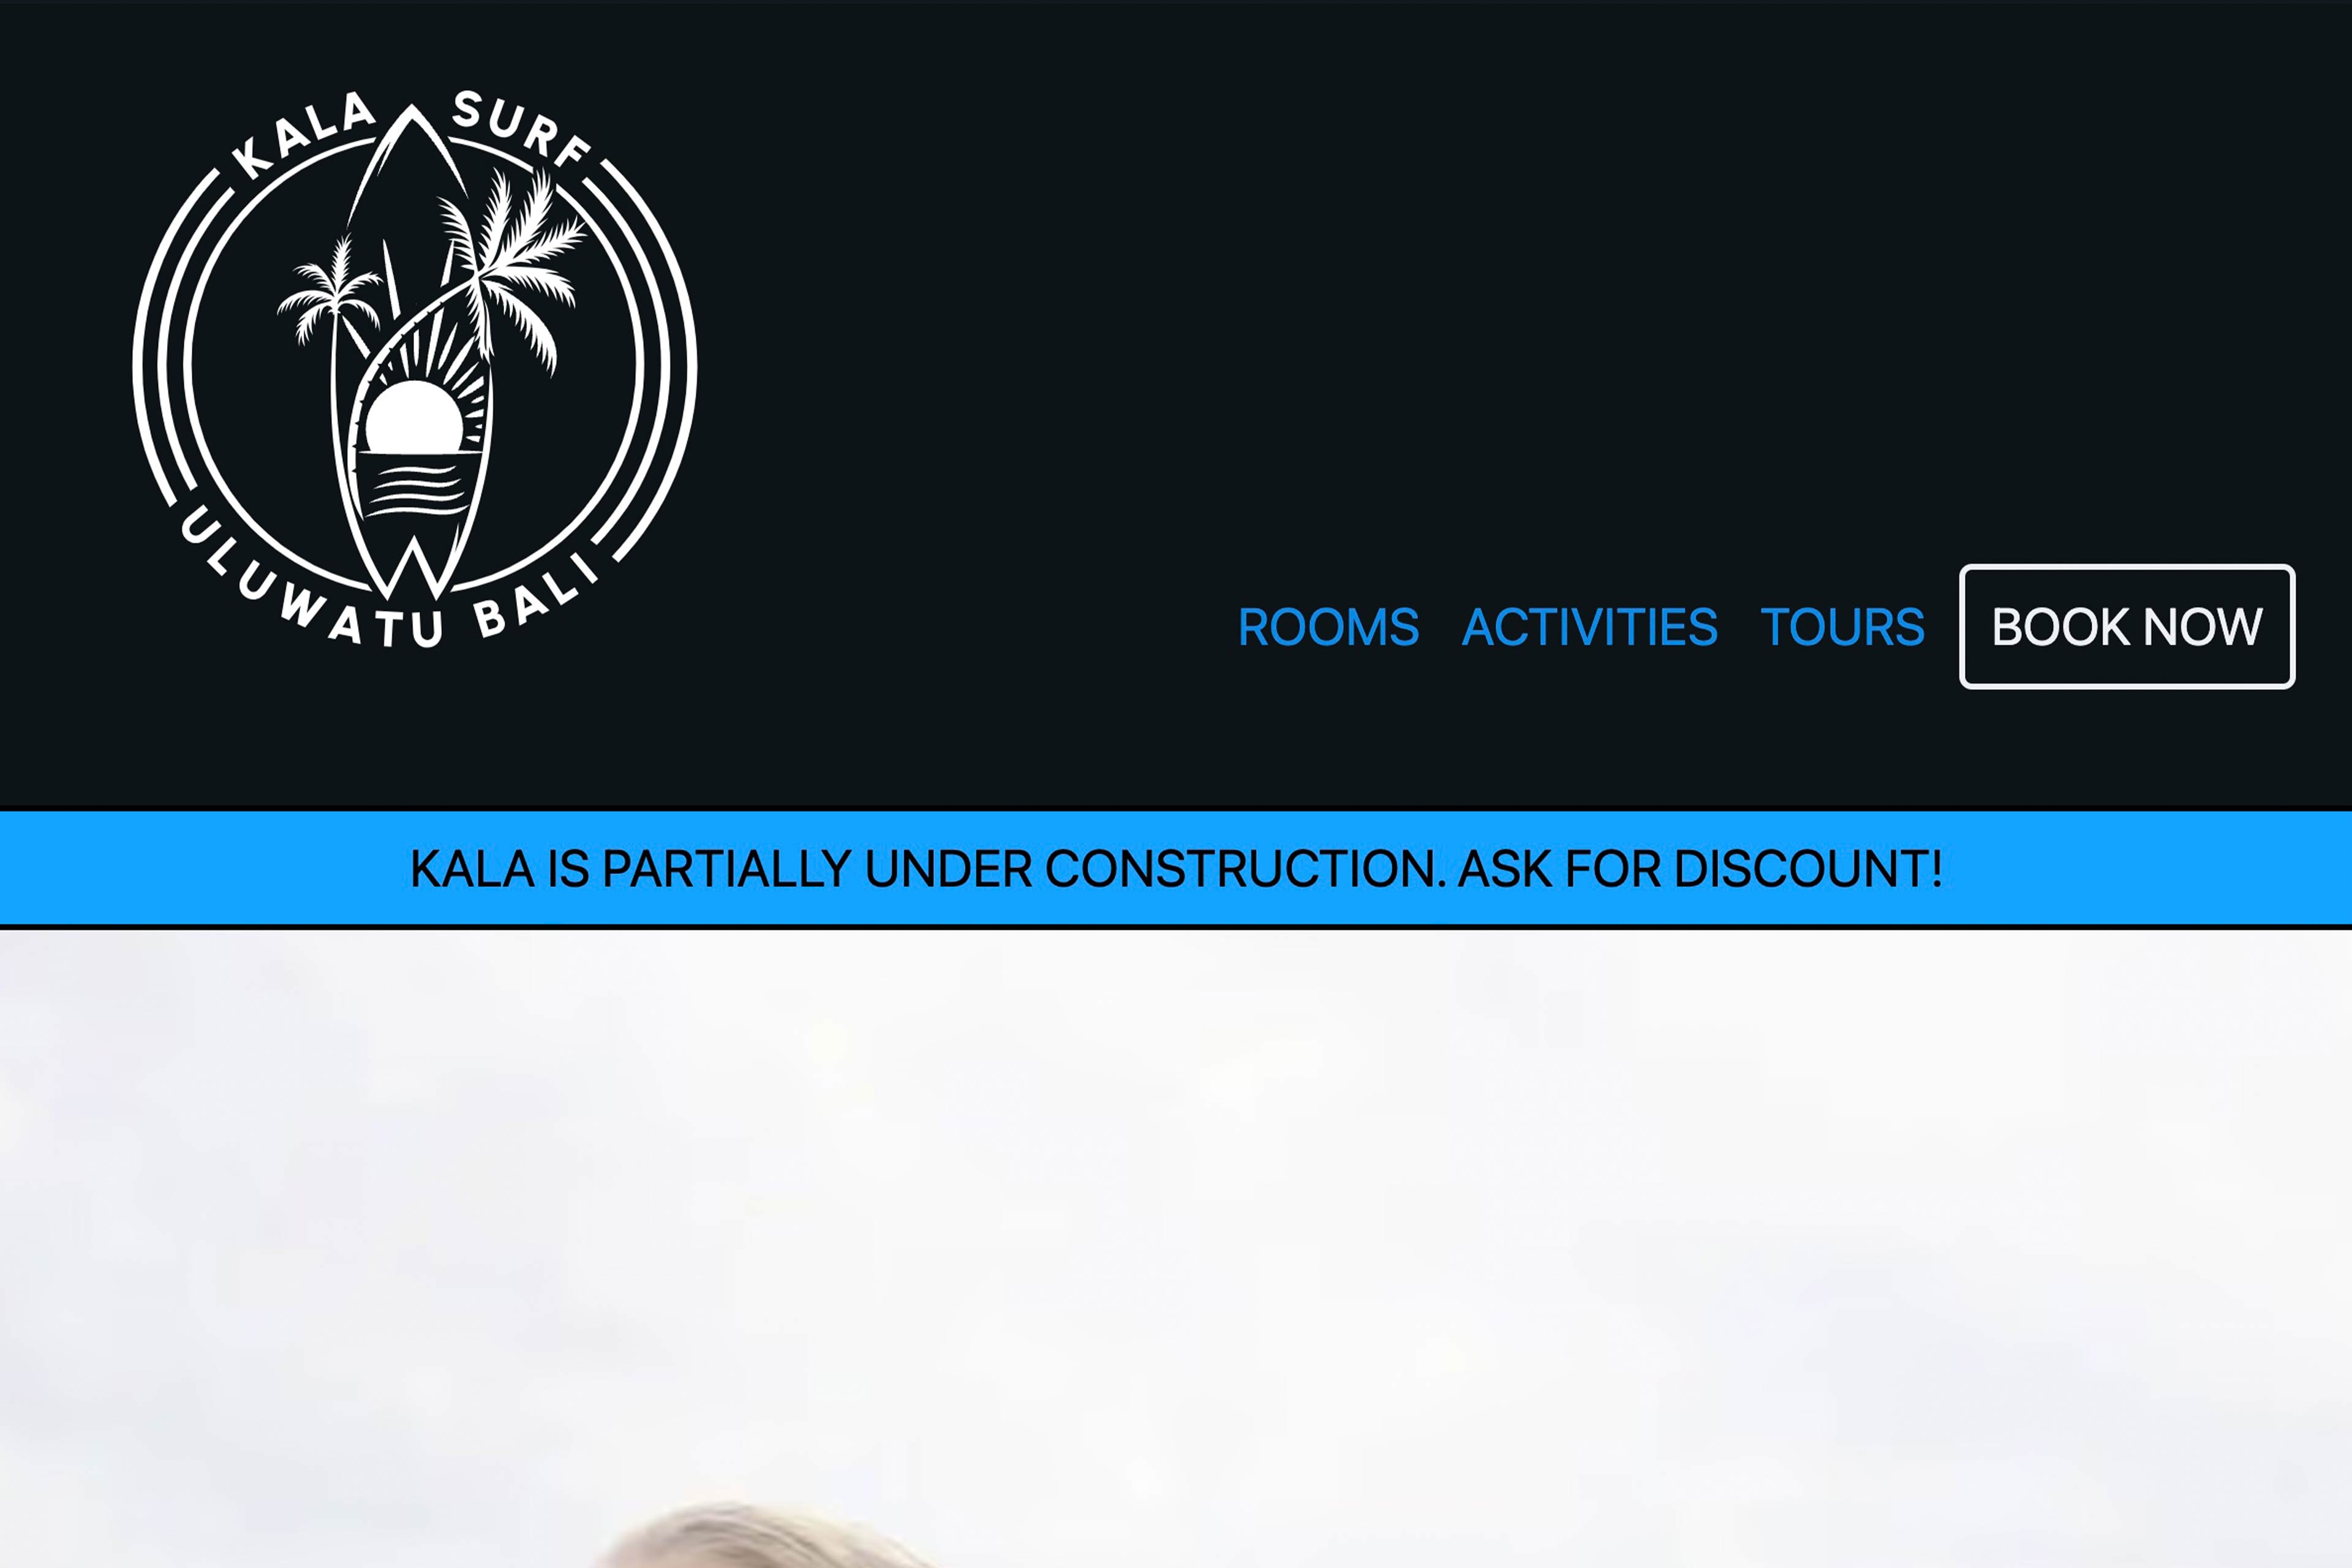 KALA SURF
ULUWATU BALI
ROOMS ACTIVITIES TOURS BOOK NOW
KALA IS PARTIALLY UNDER CONSTRUCTION. ASK FOR DISCOUNT!